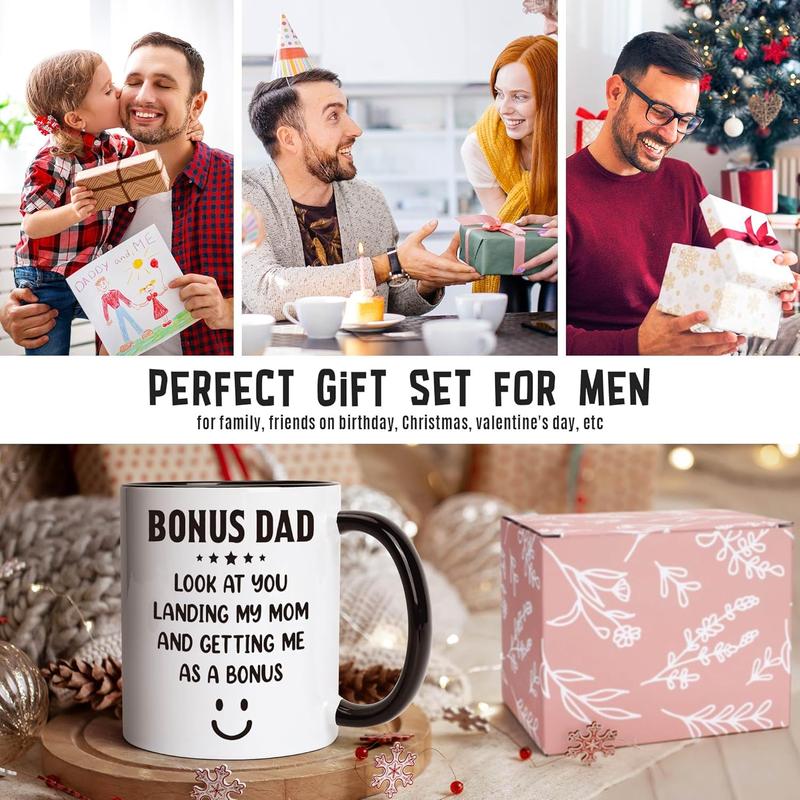 DADDY and ME
PERFECT GiFT SET FOR MEN
for family, friends on birthday, Christmas, valentine's day, etc
BONUS DAD
LOOK AT YOU
LANDING MY MOM
AND GETTING ME
AS A BONUS